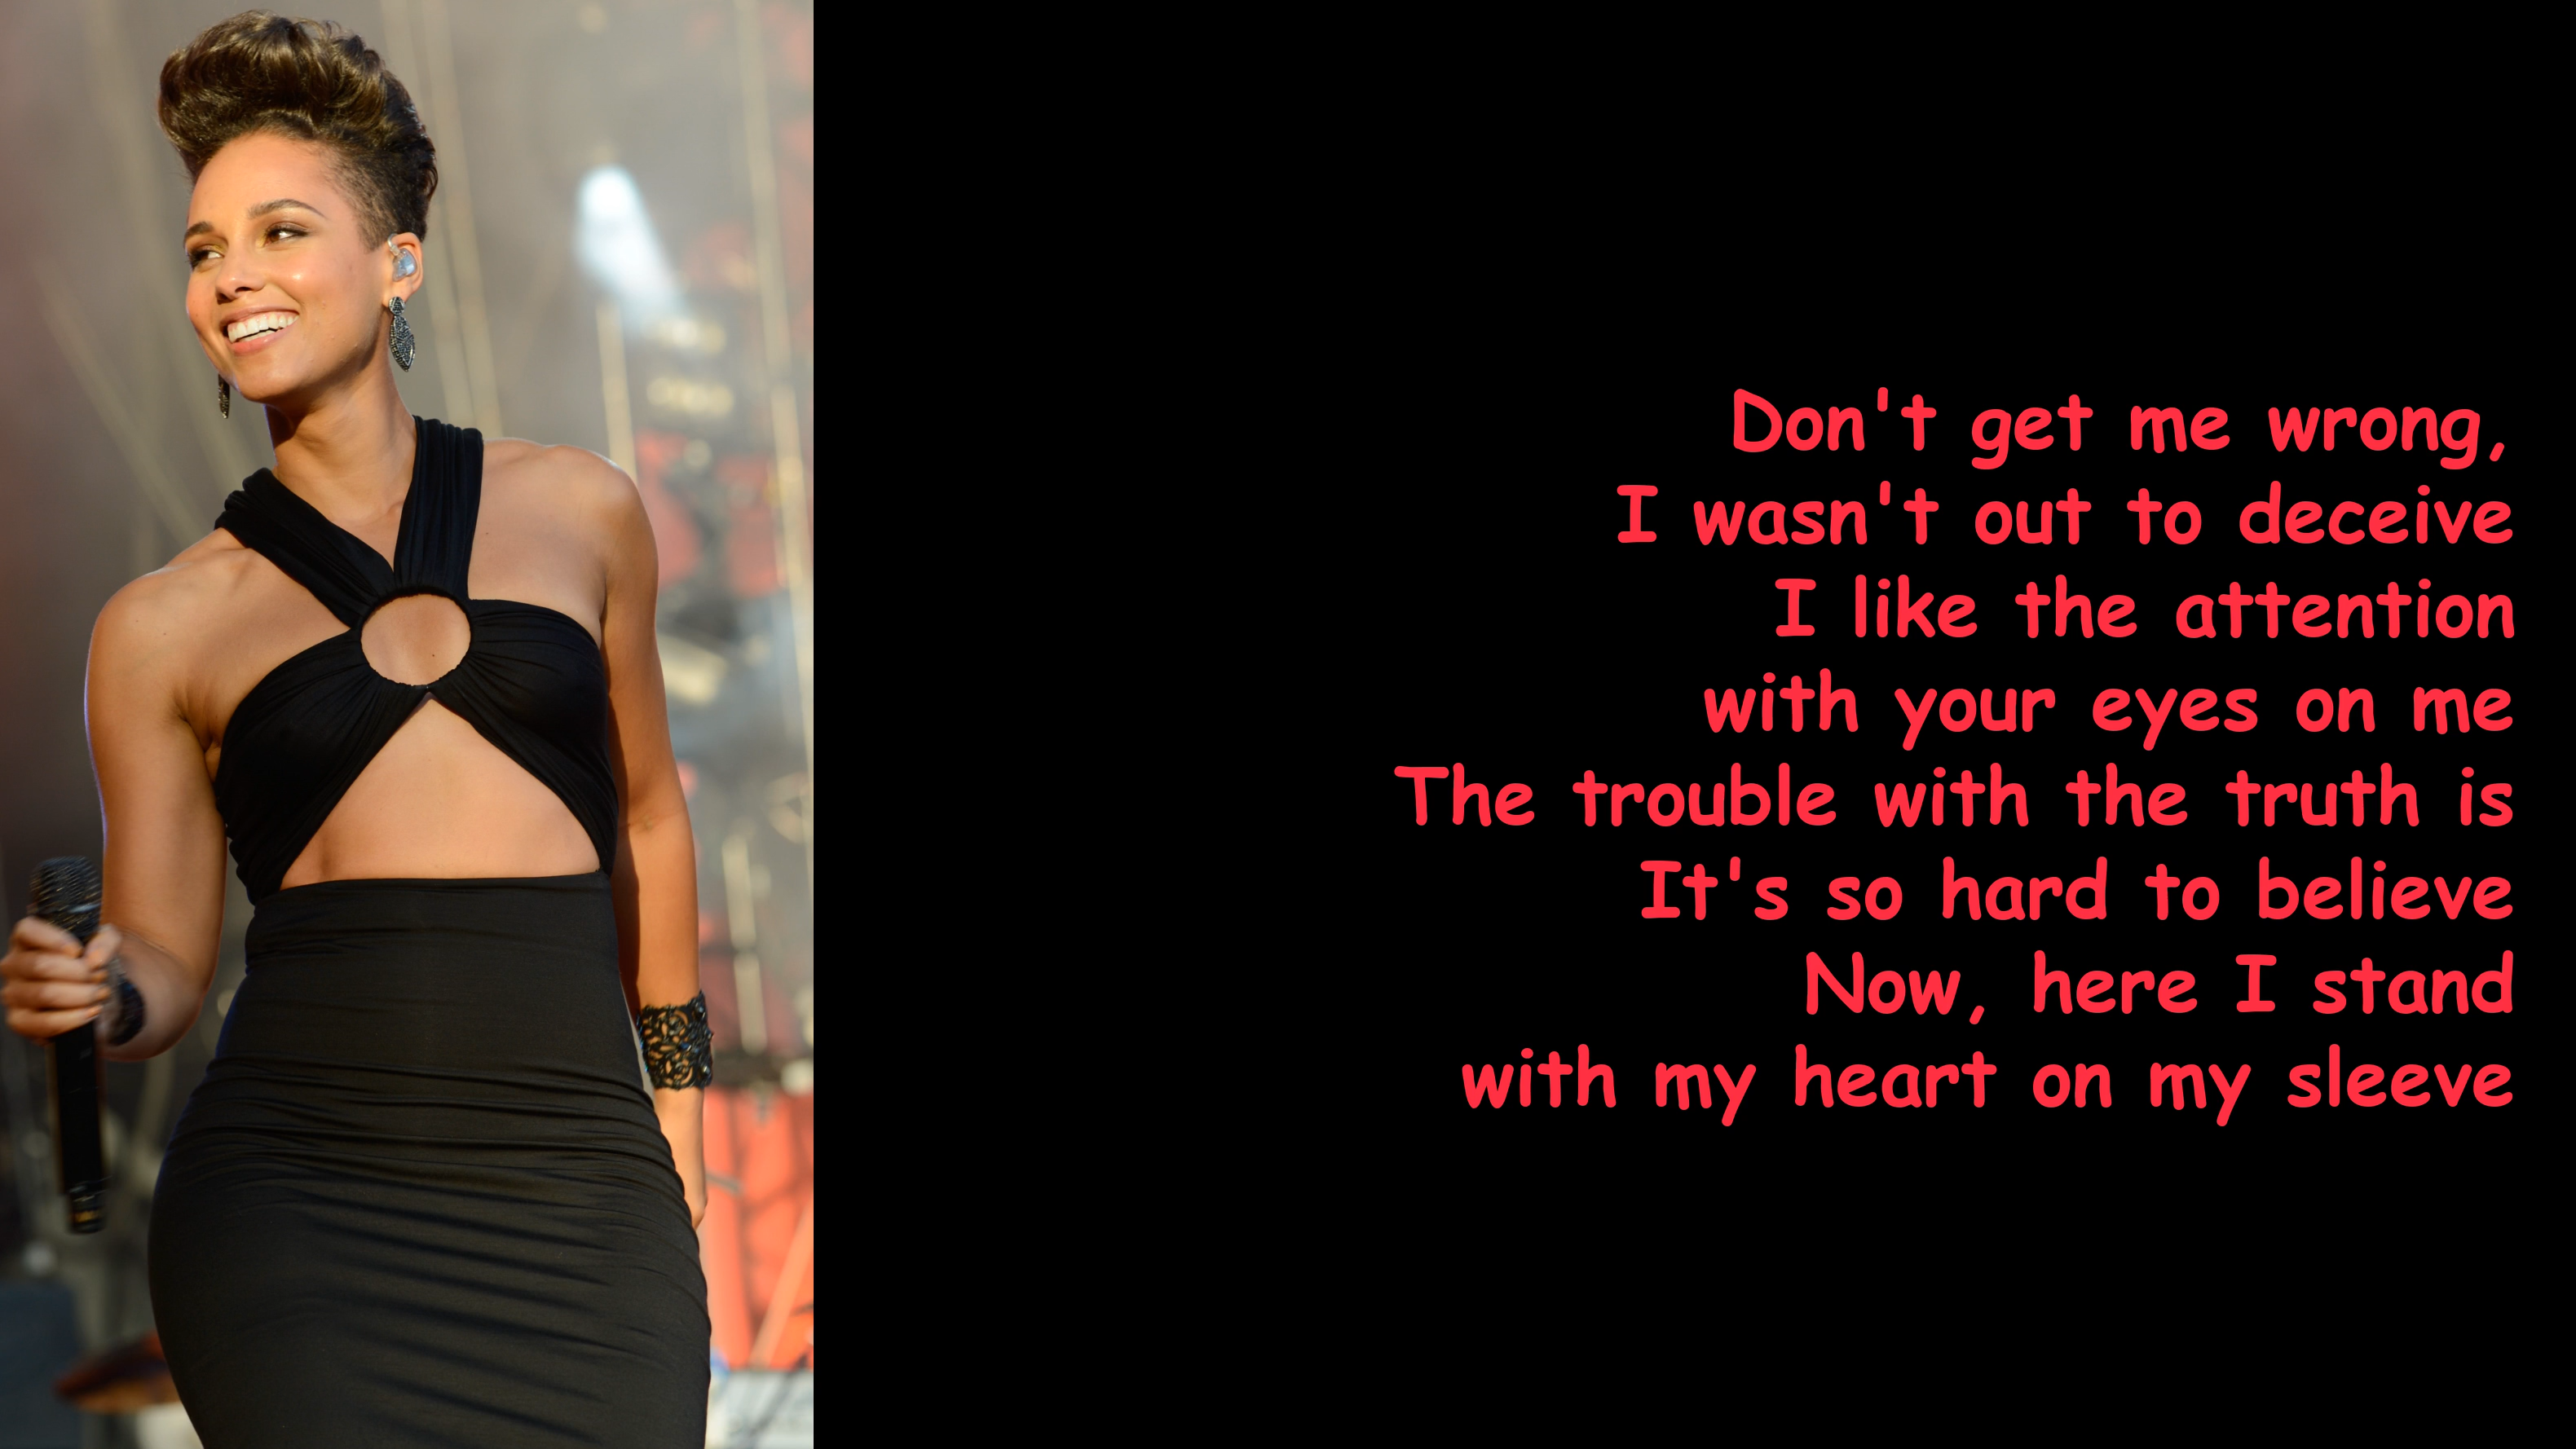 Don't get me wrong,
I wasn't out to deceive
I like the attention
with your eyes on me
The trouble with the truth is
It's so hard to believe
Now, here I stand
with my heart on my sleeve